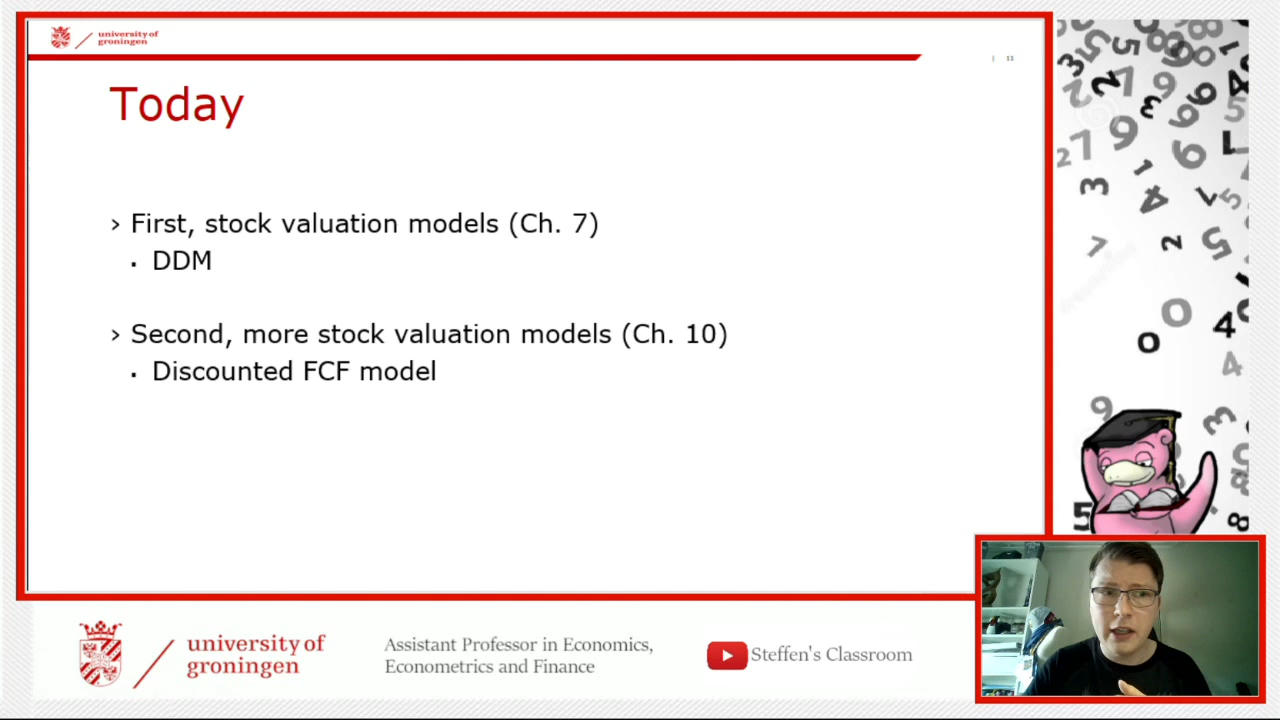 university of
groningen
| 11
Today
› First, stock valuation models (Ch. 7)
▪ DDM
› Second, more stock valuation models (Ch. 10)
▪ Discounted FCF model
university of
groningen
Assistant Professor in Economics,
Econometrics and Finance
Steffen's Classroom